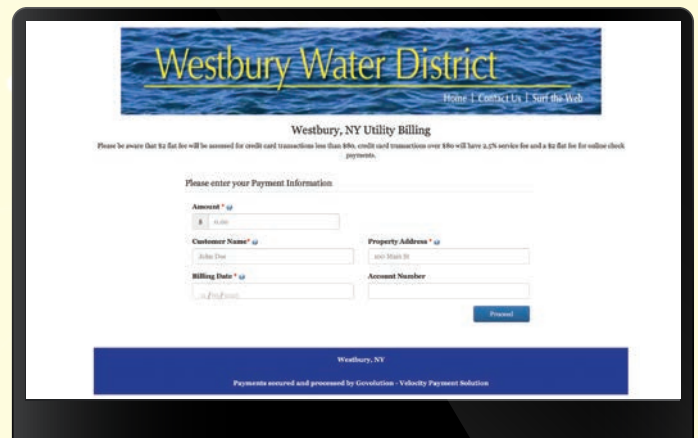 Westbury Water District
Home | Contact Us | Surf the Web
Westbury, NY Utility Billing
Please be aware that $2 flat fee will be assessed for credit card transactions less than $80, credit card transactions over $80 will have 2.5% service fee and a $2 flat fee for online check
payments.
Please enter your Payment Information
Amount *
$ 0.00
Customer Name* Property Address *
John Doe 100 Main St
Billing Date * Account Number
Proceed
Westbury, NY
Payments secured and processed by Govolution - Velocity Payment Solution